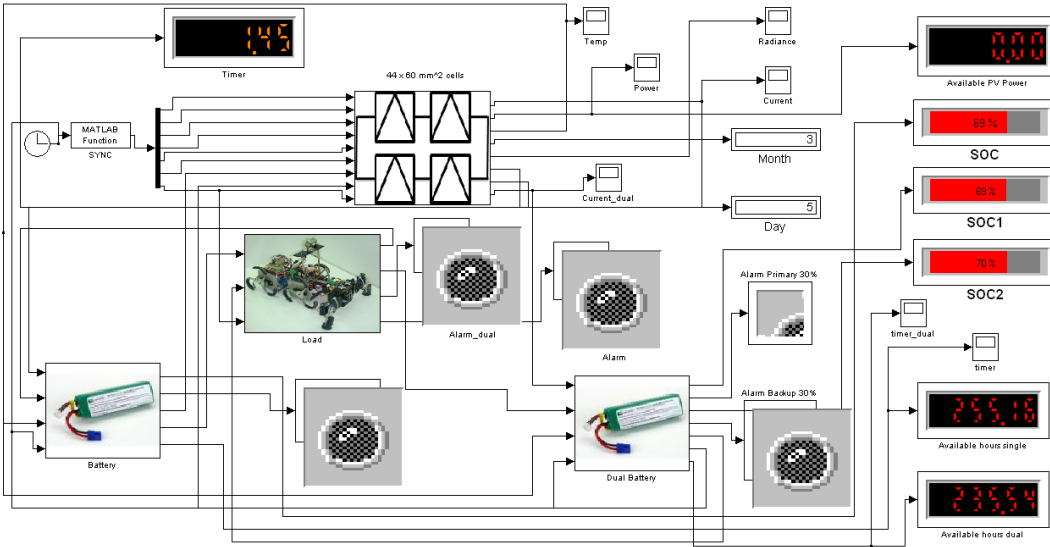 1.45
Timer
44 x 60 mm^2 cells
Temp
Power
Radiance
Current
0.00
Available PV Power
MATLAB
Function
SYNC
3
Month
69 %
SOC
Current_dual
5
Day
69 %
SOC1
70 %
SOC2
Load
Alarm_dual
Alarm
Alarm Primary 30%
timer_dual
timer
Battery
Dual Battery
Alarm Backup 30%
255.16
Available hours single
235.54
Available hours dual